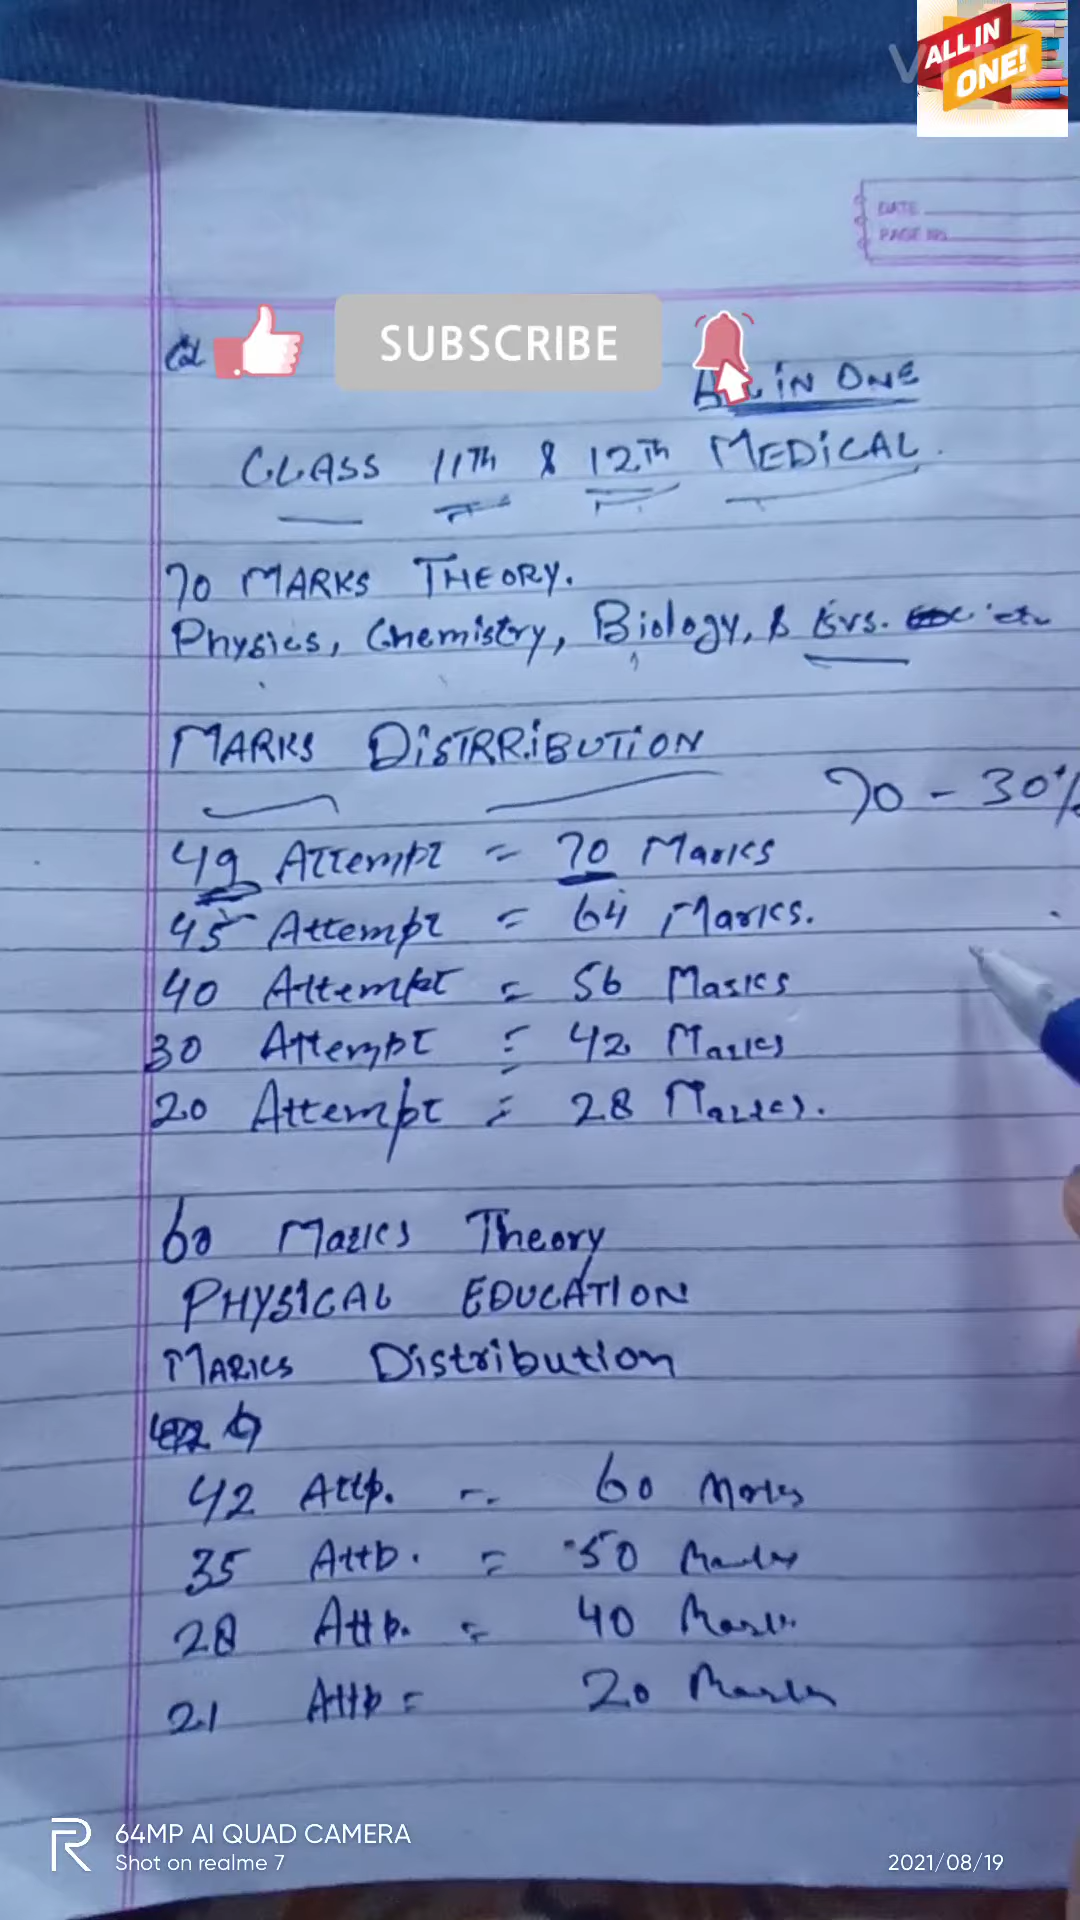 ALL IN
ONE!
DATE
PAGE NO.
SUBSCRIBE
ALL IN ONE
CLASS 11TH & 12TH MEDICAL.
70 MARKS THEORY.
Physics, Chemistry, Biology, & Evs. etc
MARKS DISTRRIBUTION
70 - 30%
49 Attempt = 70 Marks
45 Attempt = 64 Marks.
40 Attempt = 56 Marks
30 Attempt = 42 Marks
20 Attempt = 28 Marks.
60 Marks Theory
PHYSICAL EDUCATION
MARKS Distribution
42 Attp. = 60 Marks
35 Attp. = 50 Marks
28 Attp. = 40 Marks
21 Attp = 20 Marks
64MP AI QUAD CAMERA
Shot on realme 7
2021/08/19